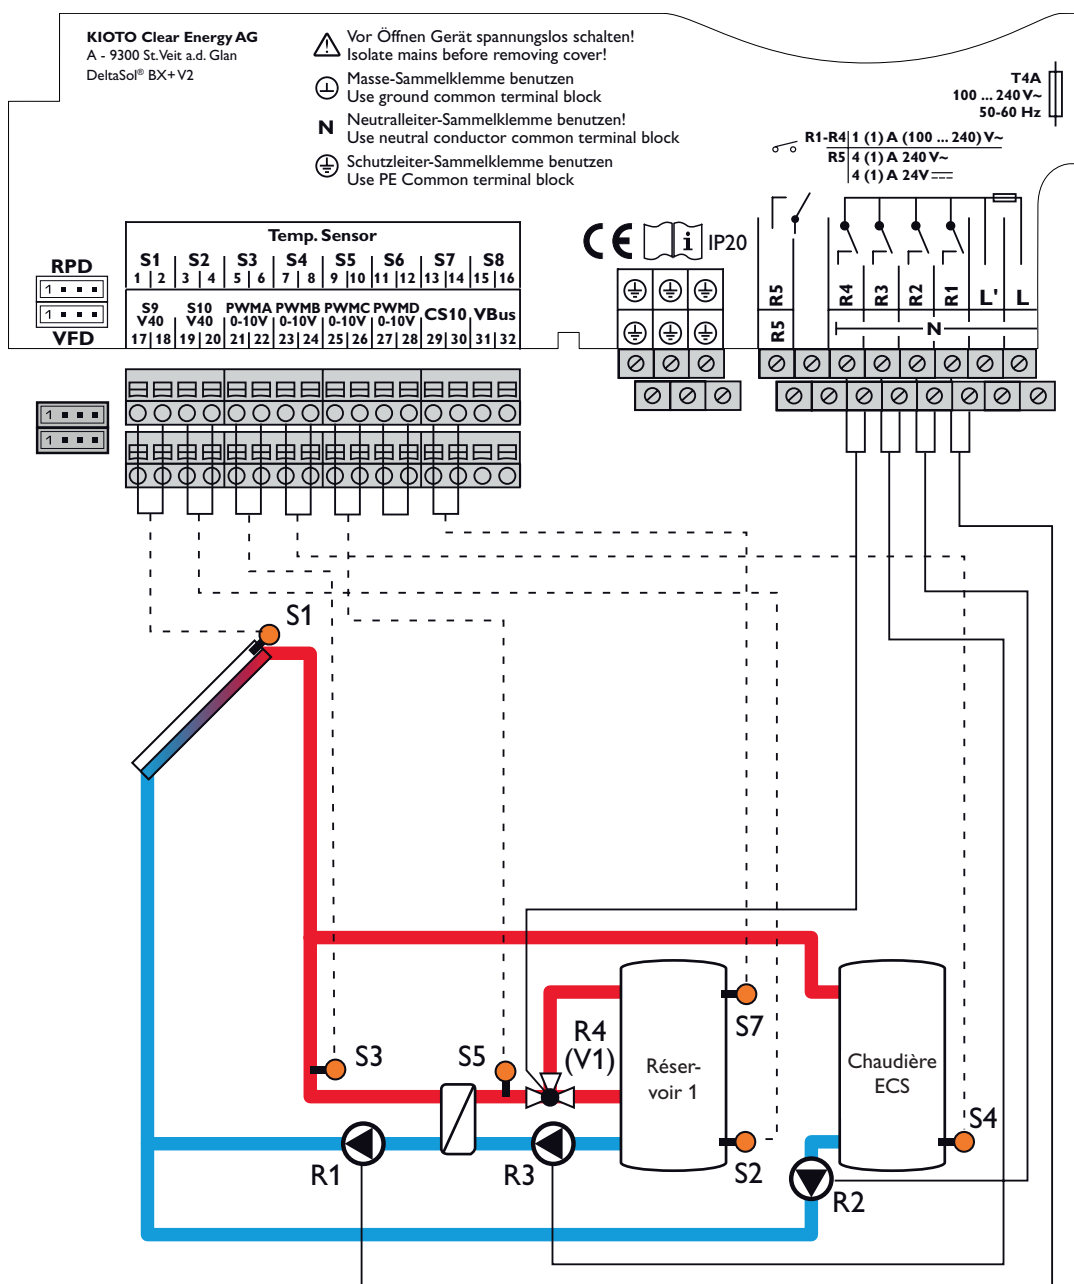 KIOTO Clear Energy AG
A - 9300 St.Veit a.d. Glan
DeltaSol® BX+V2
Vor Öffnen Gerät spannungslos schalten!
Isolate mains before removing cover!
Masse-Sammelklemme benutzen
Use ground common terminal block
N Neutralleiter-Sammelklemme benutzen!
Use neutral conductor common terminal block
Schutzleiter-Sammelklemme benutzen
Use PE Common terminal block
T4A
100 ... 240 V~
50-60 Hz
R1-R4 1 (1) A (100 ... 240) V~
R5 4 (1) A 240 V~
4 (1) A 24V
CE i IP20
Temp. Sensor
S1 S2 S3 S4 S5 S6 S7 S8
1 2 3 4 5 6 7 8 9 10 11 12 13 14 15 16
S9 S10 PWMA PWMB PWMC PWMD CS10 VBus
V40 V40 0-10V 0-10V 0-10V 0-10V
17 18 19 20 21 22 23 24 25 26 27 28 29 30 31 32
RPD
1
1
VFD
1
1
R5 R4 R3 R2 R1 L' L
R5 N
S1
S3
S5
R4
(V1)
S7
Réser-
voir 1
Chaudière
ECS
S4
S2
R1
R3
R2